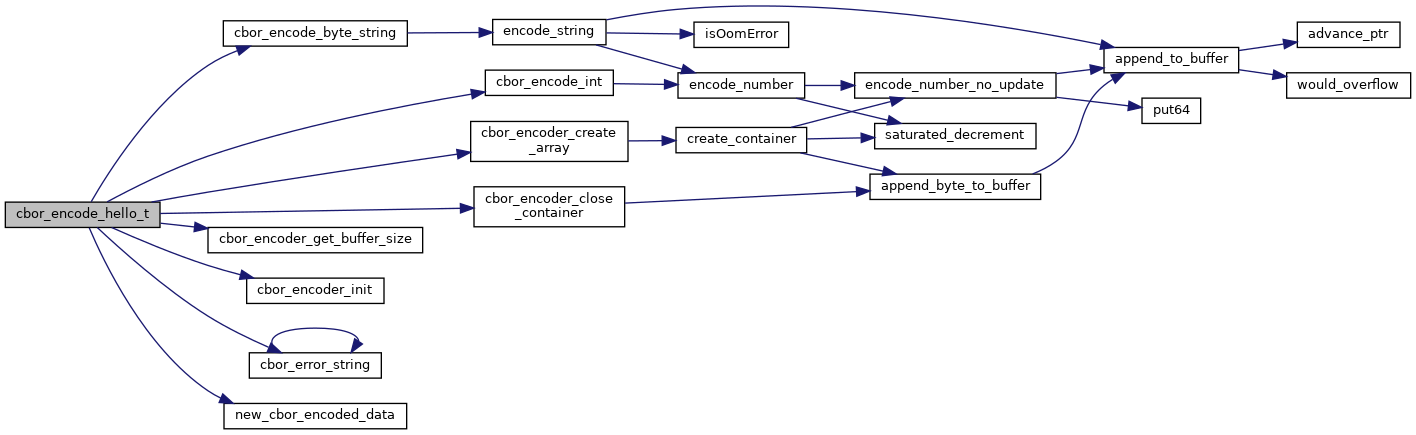 cbor_encode_byte_string
encode_string
isOomError
advance_ptr
append_to_buffer
would_overflow
cbor_encode_int
encode_number
encode_number_no_update
put64
cbor_encoder_create
_array
create_container
saturated_decrement
append_byte_to_buffer
cbor_encoder_close
_container
cbor_encode_hello_t
cbor_encoder_get_buffer_size
cbor_encoder_init
cbor_error_string
new_cbor_encoded_data